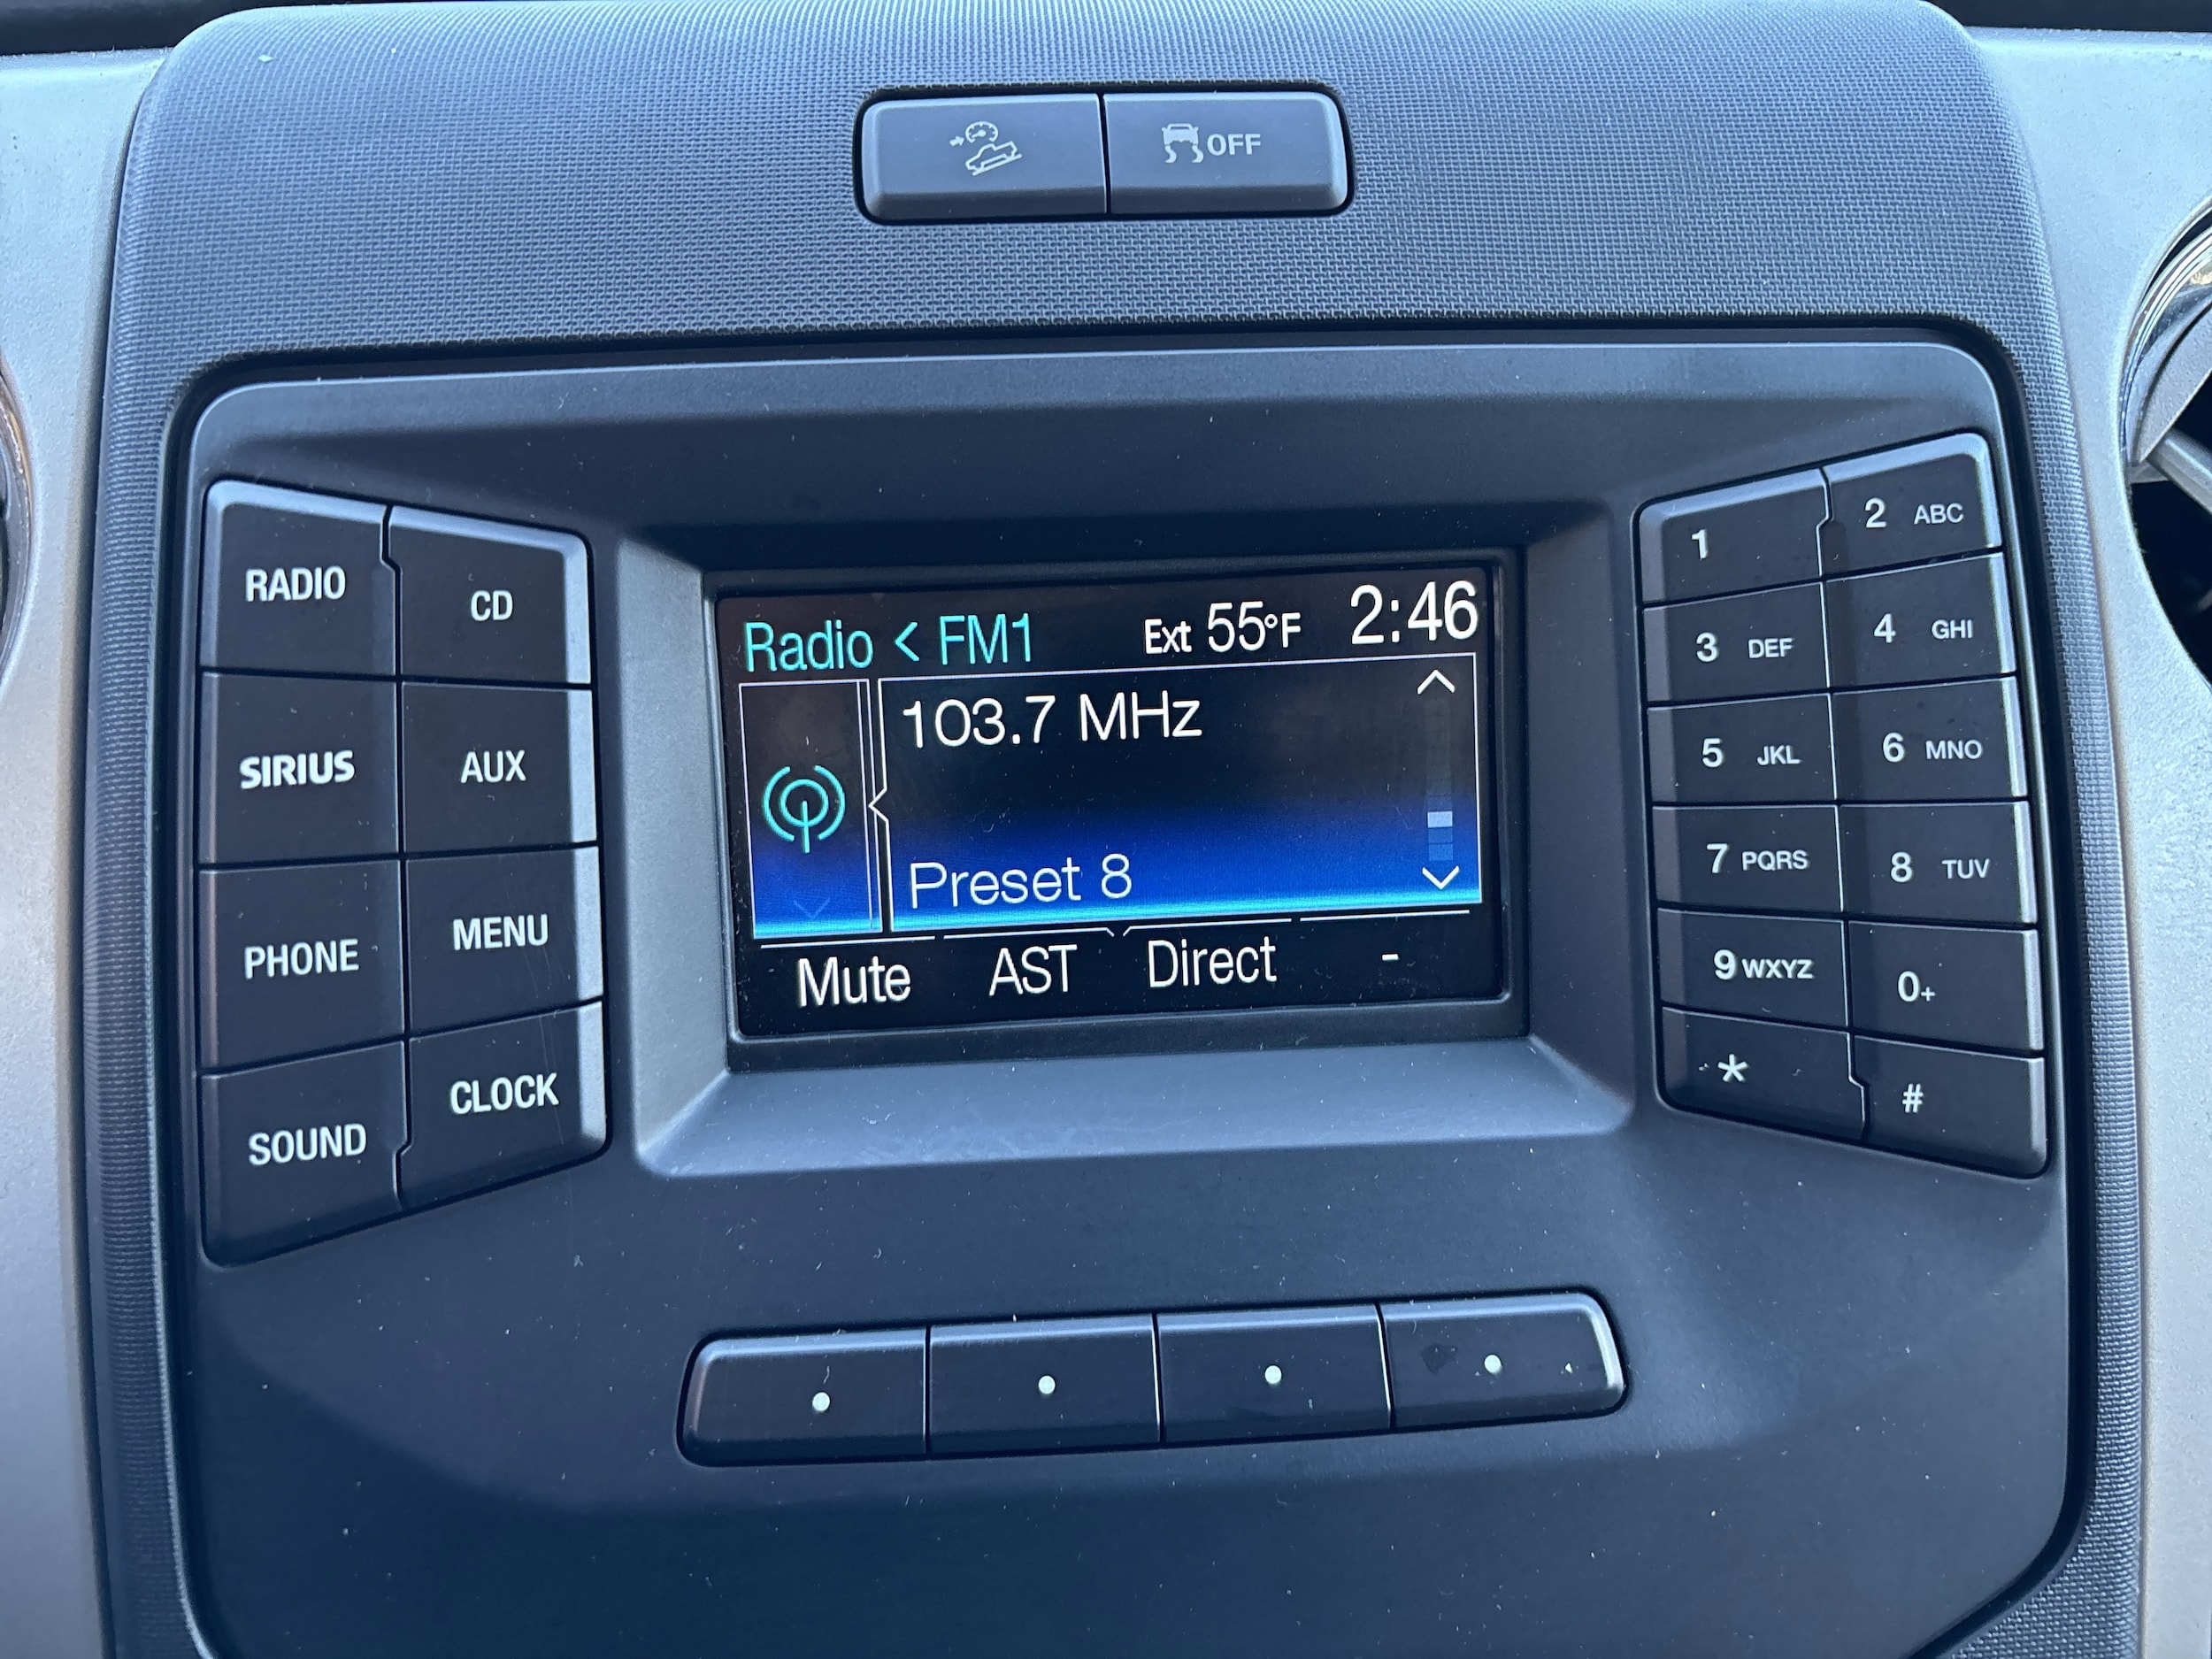 OFF
RADIO
CD
SIRIUS
AUX
PHONE
MENU
SOUND
CLOCK
Radio < FM1 Ext 55°F 2:46
103.7 MHz
Preset 8
Mute AST Direct -
1
2 ABC
3 DEF
4 GHI
5 JKL
6 MNO
7 PQRS
8 TUV
9 WXYZ
0+
*
#